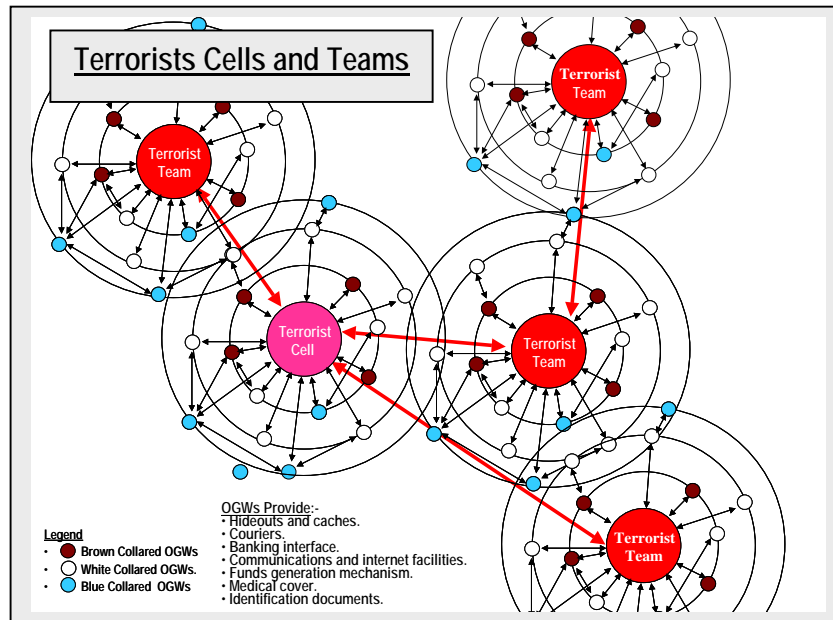 Terrorists Cells and Teams
Terrorist
Team
Terrorist
Team
Terrorist
Cell
Terrorist
Team
Terrorist
Team
OGWs Provide:-
• Hideouts and caches.
• Couriers.
• Banking interface.
• Communications and internet facilities.
• Funds generation mechanism.
• Medical cover.
• Identification documents.
Legend
• Brown Collared OGWs
• White Collared OGWs.
• Blue Collared OGWs